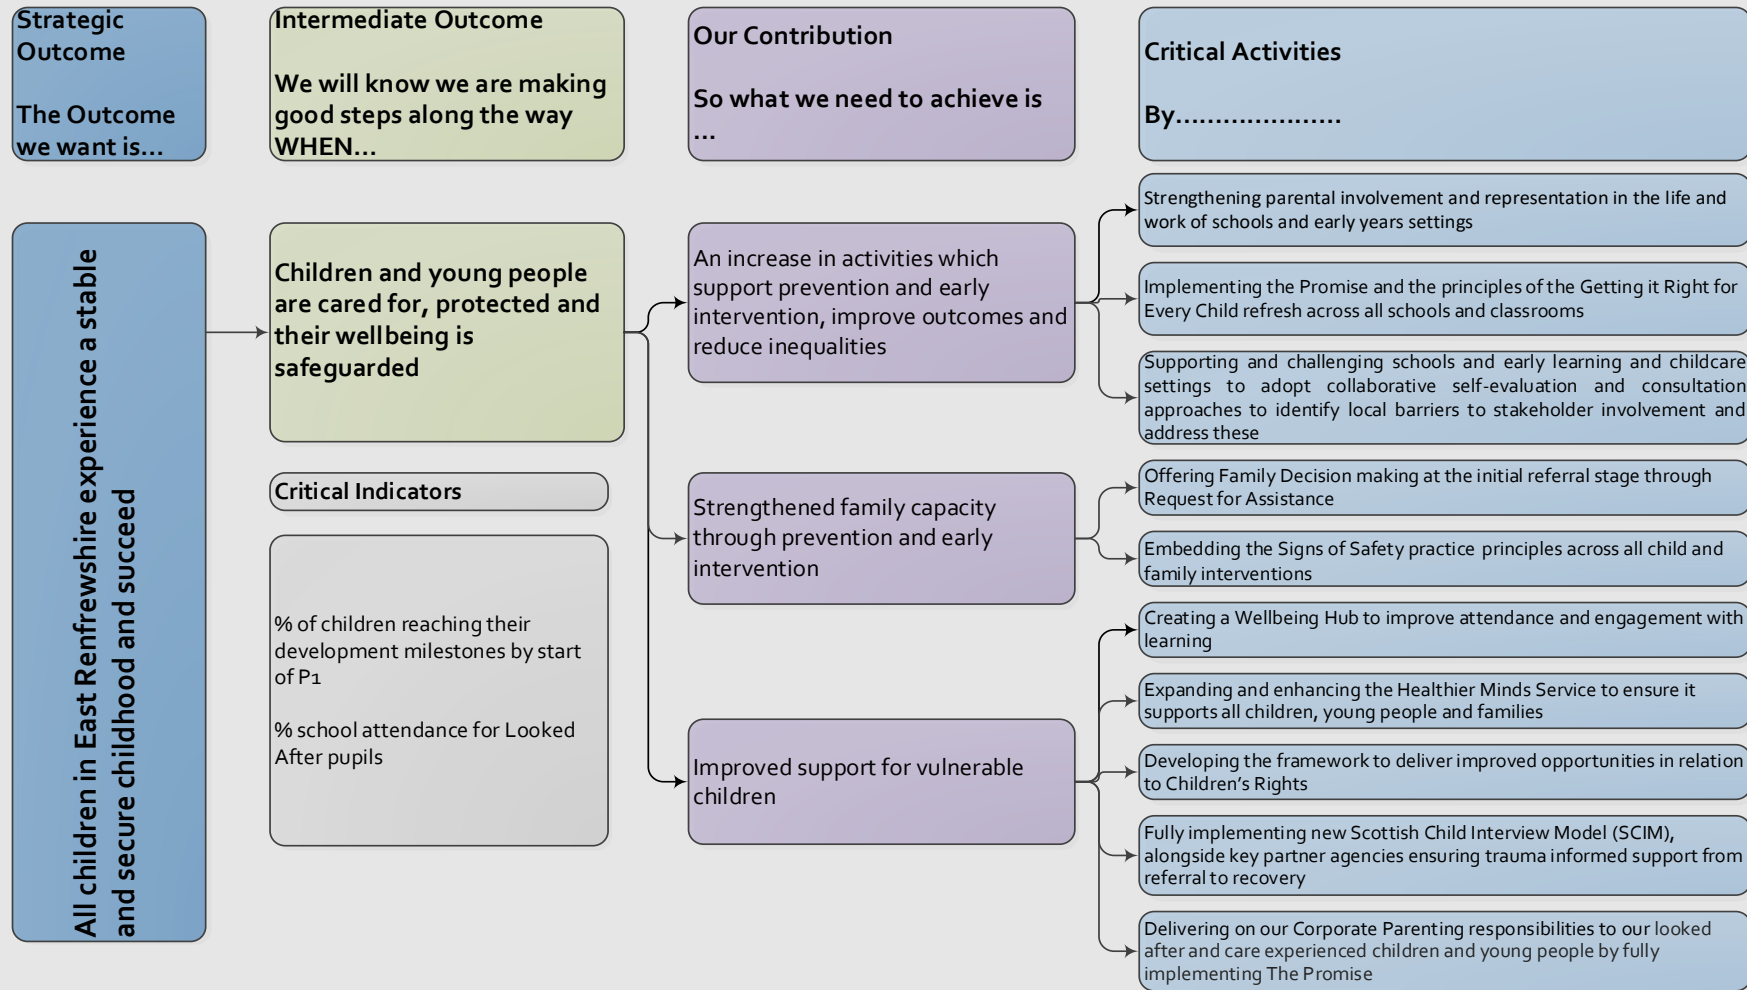 Strategic
Outcome
The Outcome
we want is...
Intermediate Outcome
We will know we are making
good steps along the way
WHEN...
Our Contribution
So what we need to achieve is
...
Critical Activities
By.....................
All children in East Renfrewshire experience a stable
and secure childhood and succeed
Children and young people
are cared for, protected and
their wellbeing is
safeguarded
Critical Indicators
% of children reaching their
development milestones by start
of P1
% school attendance for Looked
After pupils
An increase in activities which
support prevention and early
intervention, improve outcomes and
reduce inequalities
Strengthened family capacity
through prevention and early
intervention
Improved support for vulnerable
children
Strengthening parental involvement and representation in the life and
work of schools and early years settings
Implementing the Promise and the principles of the Getting it Right for
Every Child refresh across all schools and classrooms
Supporting and challenging schools and early learning and childcare
settings to adopt collaborative self-evaluation and consultation
approaches to identify local barriers to stakeholder involvement and
address these
Offering Family Decision making at the initial referral stage through
Request for Assistance
Embedding the Signs of Safety practice principles across all child and
family interventions
Creating a Wellbeing Hub to improve attendance and engagement with
learning
Expanding and enhancing the Healthier Minds Service to ensure it
supports all children, young people and families
Developing the framework to deliver improved opportunities in relation
to Children's Rights
Fully implementing new Scottish Child Interview Model (SCIM),
alongside key partner agencies ensuring trauma informed support from
referral to recovery
Delivering on our Corporate Parenting responsibilities to our looked
after and care experienced children and young people by fully
implementing The Promise